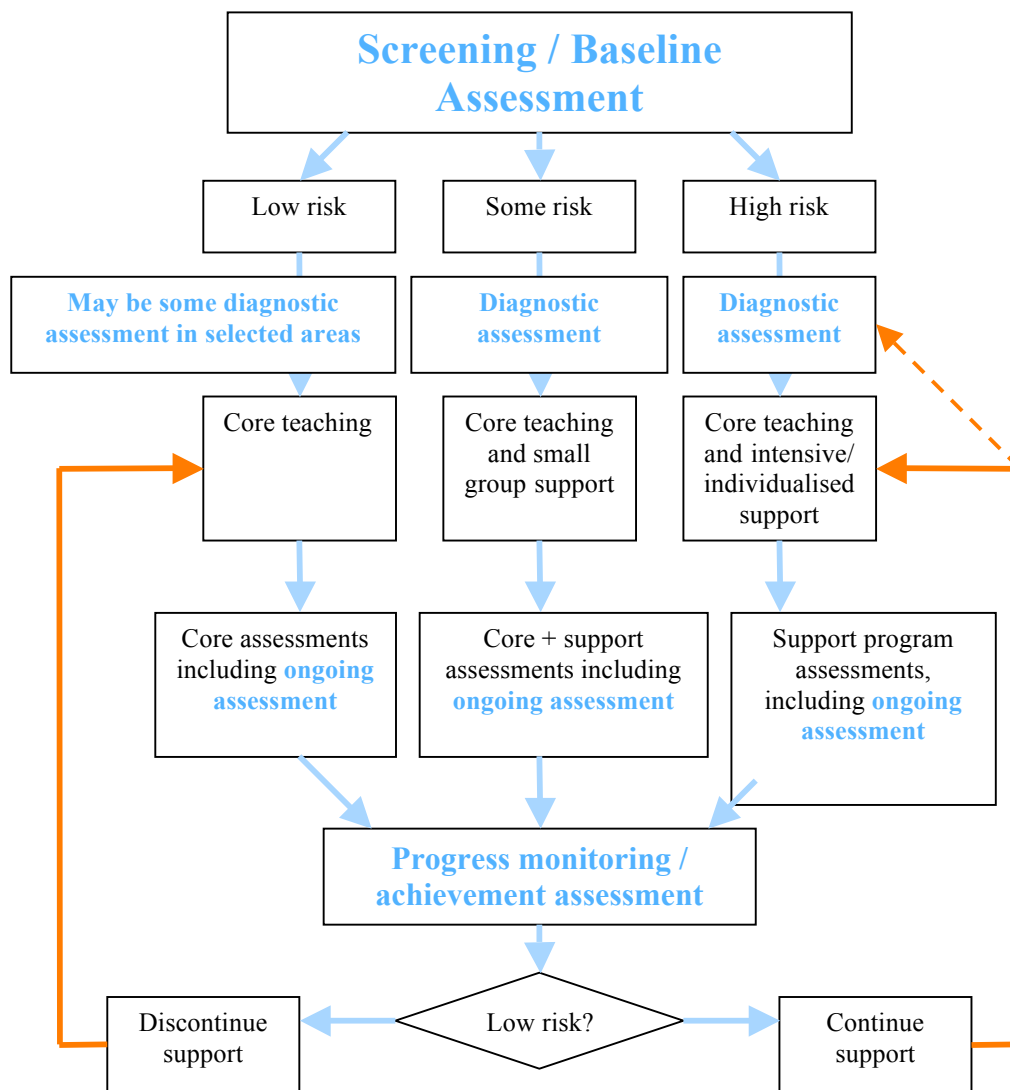 Screening / Baseline
Assessment
Low risk
Some risk
High risk
May be some diagnostic
assessment in selected areas
Diagnostic
assessment
Diagnostic
assessment
Core teaching
Core teaching
and small
group support
Core teaching
and intensive/
individualised
support
Core assessments
including ongoing
assessment
Core + support
assessments including
ongoing assessment
Support program
assessments,
including ongoing
assessment
Progress monitoring /
achievement assessment
Discontinue
support
Low risk?
Continue
support